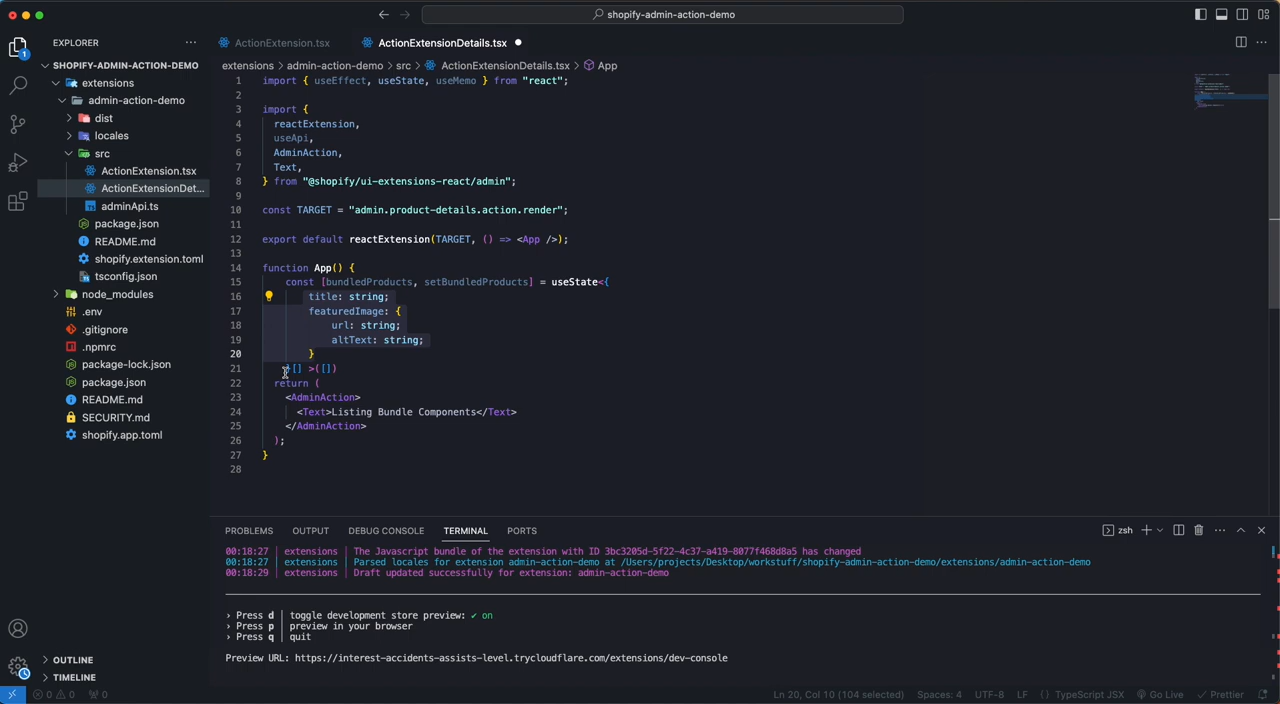 shopify-admin-action-demo
EXPLORER
ActionExtension.tsx
ActionExtensionDetails.tsx
extensions > admin-action-demo > src > ActionExtensionDetails.tsx > App
1
SHOPIFY-ADMIN-ACTION-DEMO
extensions
admin-action-demo
dist
locales
src
ActionExtension.tsx
ActionExtensionDet...
adminApi.ts
package.json
README.md
shopify.extension.toml
tsconfig.json
node_modules
.env
.gitignore
.npmrc
package-lock.json
package.json
README.md
SECURITY.md
shopify.app.toml
OUTLINE
TIMELINE
1 import { useEffect, useState, useMemo } from "react";
2
3 import {
4 reactExtension,
5 useApi,
6 AdminAction,
7 Text,
8 } from "@shopify/ui-extensions-react/admin";
9
10 const TARGET = "admin.product-details.action.render";
11
12 export default reactExtension(TARGET, () => <App />);
13
14 function App() {
15 const [bundledProducts, setBundledProducts] = useState<{
16 title: string;
17 featuredImage: {
18 url: string;
19 altText: string;
20 }
21 }[] >([])
22 return (
23 <AdminAction>
24 <Text>Listing Bundle Components</Text>
25 </AdminAction>
26 );
27 }
28
PROBLEMS OUTPUT DEBUG CONSOLE TERMINAL PORTS
zsh
00:18:27 | extensions | The Javascript bundle of the extension with ID 3bc3205d-5f22-4c37-a419-8077f468d8a5 has changed
00:18:27 | extensions | Parsed locales for extension admin-action-demo at /Users/projects/Desktop/workstuff/shopify-admin-action-demo/extensions/admin-action-demo
00:18:29 | extensions | Draft updated successfully for extension: admin-action-demo
› Press d | toggle development store preview: ✔ on
› Press p | preview in your browser
› Press q | quit
Preview URL: https://interest-accidents-assists-level.trycloudflare.com/extensions/dev-console
0 0 0 Ln 20, Col 10 (104 selected) Spaces: 4 UTF-8 LF {} TypeScript JSX Go Live Prettier